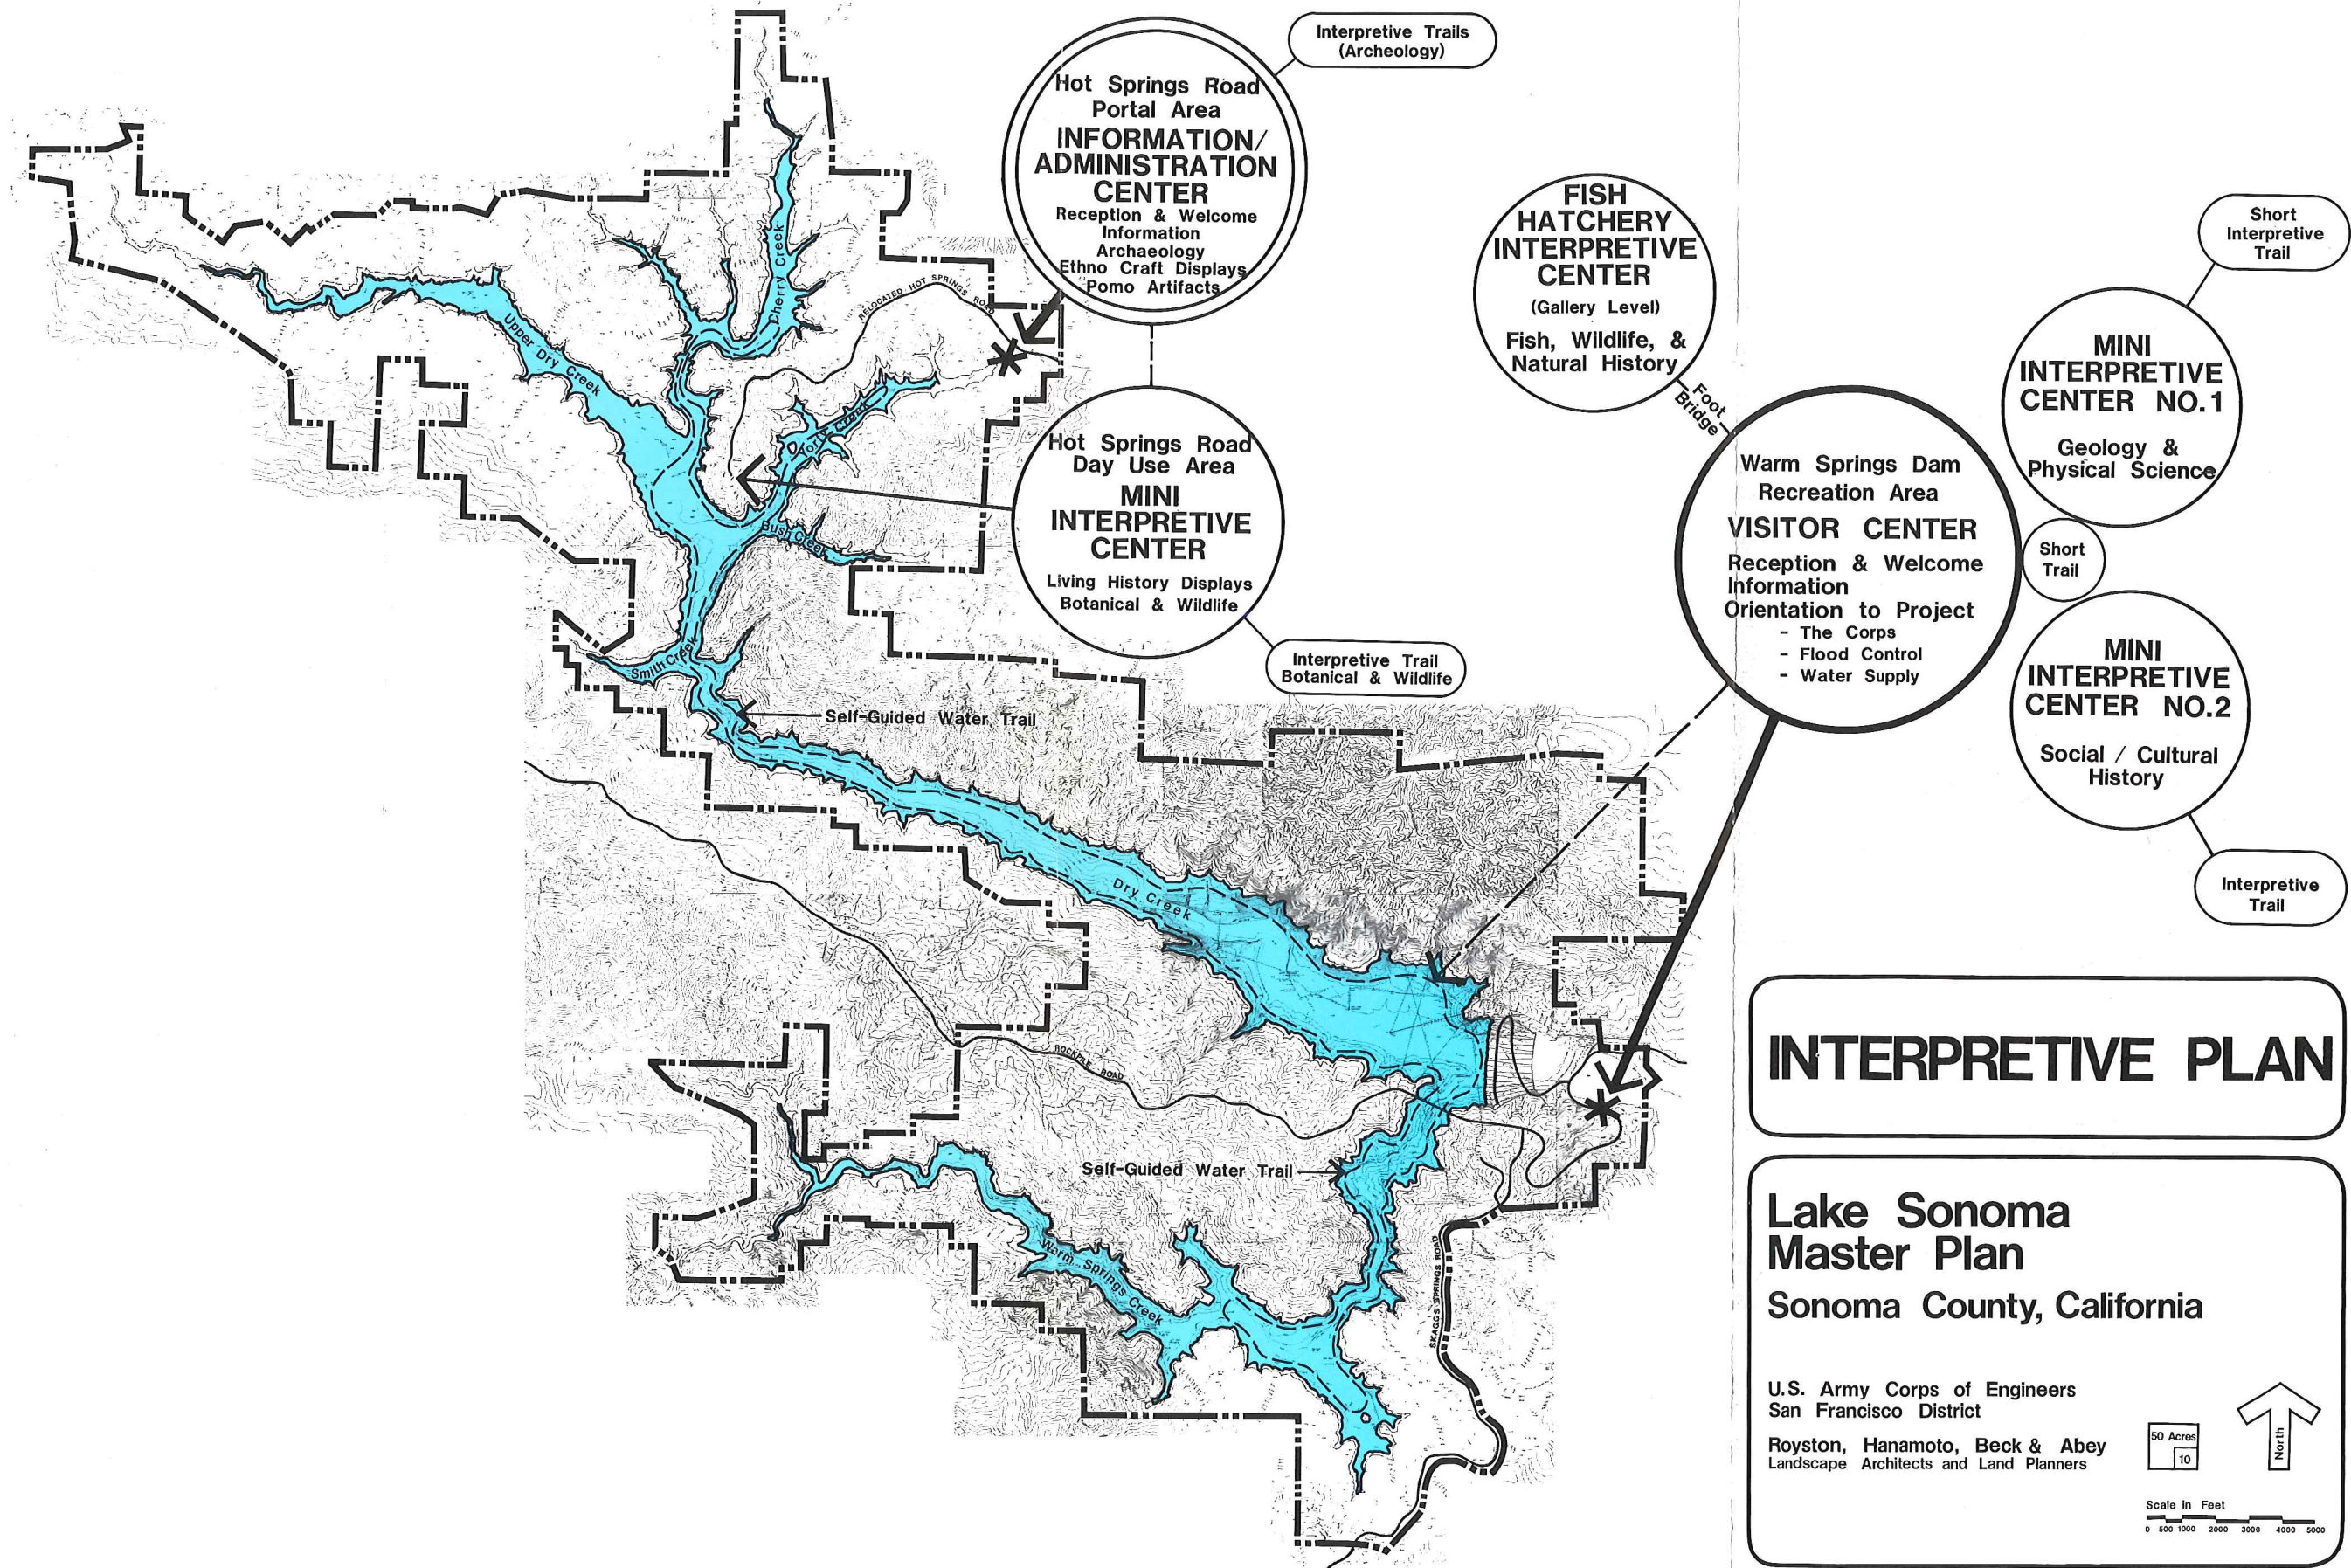 Interpretive Trails
(Archeology)
Hot Springs Road
Portal Area
INFORMATION/
ADMINISTRATION
CENTER
Reception & Welcome
Information
Archaeology
Ethno Craft Displays
Pomo Artifacts
FISH
HATCHERY
INTERPRETIVE
CENTER
(Gallery Level)
Fish, Wildlife, &
Natural History
Foot
Bridge
Short
Interpretive
Trail
MINI
INTERPRETIVE
CENTER NO.1
Geology &
Physical Science
Warm Springs Dam
Recreation Area
VISITOR CENTER
Reception & Welcome
Information
Orientation to Project
- The Corps
- Flood Control
- Water Supply
Short
Trail
MINI
INTERPRETIVE
CENTER NO.2
Social / Cultural
History
Interpretive
Trail
Hot Springs Road
Day Use Area
MINI
INTERPRETIVE
CENTER
Living History Displays
Botanical & Wildlife
Interpretive Trail
Botanical & Wildlife
Cherry Creek
RELOCATED HOT SPRINGS ROAD
Upper Dry Creek
Yorty Creek
Bush Creek
Smith Creek
Self-Guided Water Trail
Dry Creek
ROCKPILE ROAD
Self-Guided Water Trail
Warm Springs Creek
SKAGGS SPRINGS ROAD
INTERPRETIVE PLAN
Lake Sonoma
Master Plan
Sonoma County, California
U.S. Army Corps of Engineers
San Francisco District
Royston, Hanamoto, Beck & Abey
Landscape Architects and Land Planners
50 Acres
10
North
Scale in Feet
0 500 1000 2000 3000 4000 5000